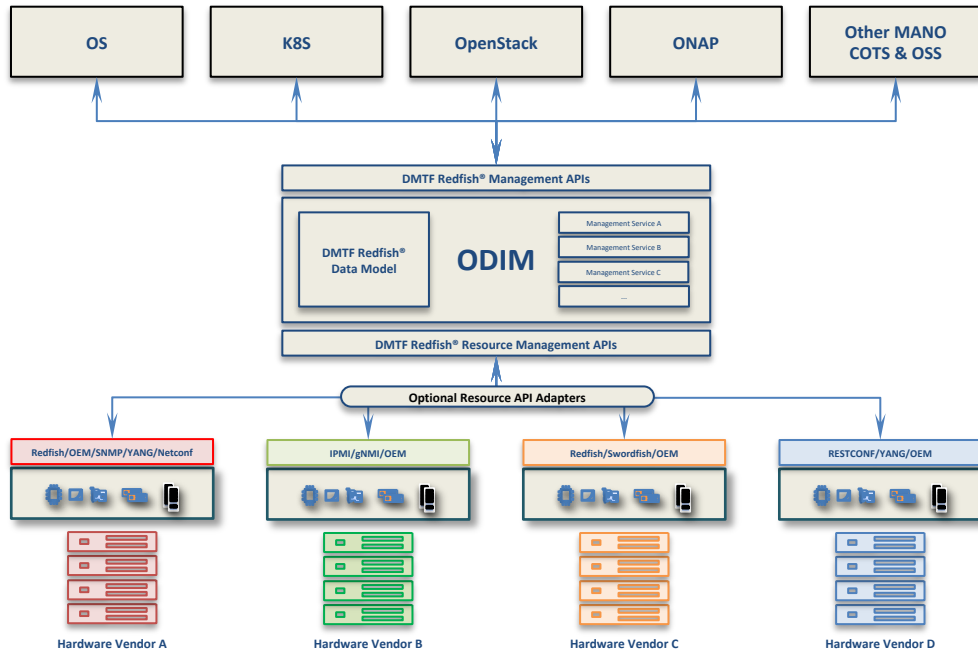 OS
K8S
OpenStack
ONAP
Other MANO
COTS & OSS
DMTF Redfish® Management APIs
DMTF Redfish®
Data Model
ODIM
Management Service A
Management Service B
Management Service C
...
DMTF Redfish® Resource Management APIs
Optional Resource API Adapters
Redfish/OEM/SNMP/YANG/Netconf
IPMI/gNMI/OEM
Redfish/Swordfish/OEM
RESTCONF/YANG/OEM
Hardware Vendor A
Hardware Vendor B
Hardware Vendor C
Hardware Vendor D